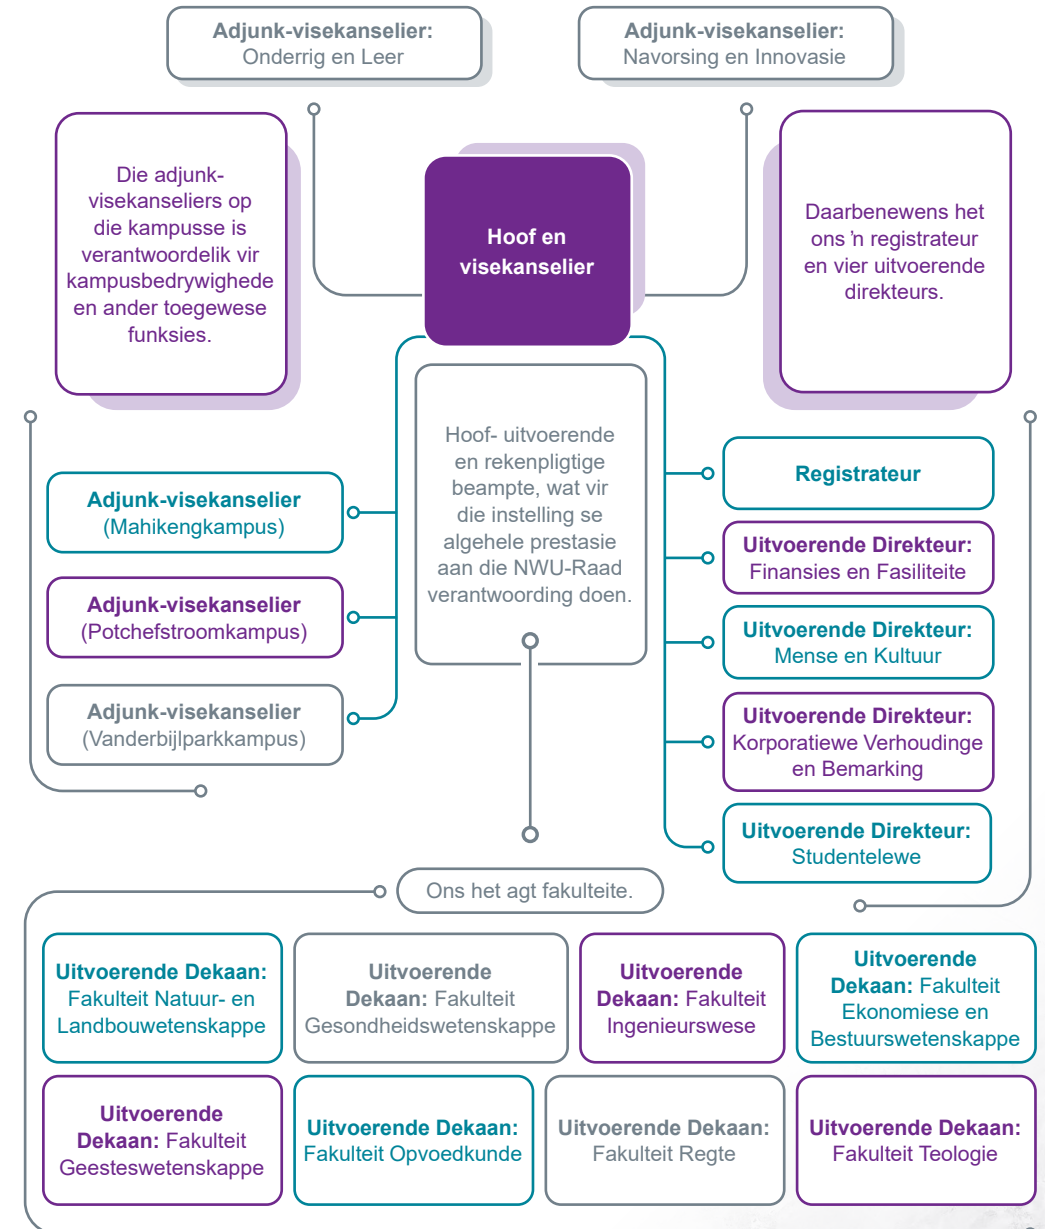 Adjunk-visekanselier:
Onderrig en Leer
Adjunk-visekanselier:
Navorsing en Innovasie
Die adjunk-
visekanseliers op
die kampusse is
verantwoordelik vir
kampusbedrywighede
en ander toegewese
funksies.
Hoof en
visekanselier
Daarbenewens het
ons 'n registrateur
en vier uitvoerende
direkteurs.
Hoof- uitvoerende
en rekenpligtige
beampte, wat vir
die instelling se
algehele prestasie
aan die NWU-Raad
verantwoording doen.
Adjunk-visekanselier
(Mahikengkampus)
Adjunk-visekanselier
(Potchefstroomkampus)
Adjunk-visekanselier
(Vanderbijlparkkampus)
Registrateur
Uitvoerende Direkteur:
Finansies en Fasiliteite
Uitvoerende Direkteur:
Mense en Kultuur
Uitvoerende Direkteur:
Korporatiewe Verhoudinge
en Bemarking
Uitvoerende Direkteur:
Studentelewe
Ons het agt fakulteite.
Uitvoerende Dekaan:
Fakulteit Natuur- en
Landbouwetenskappe
Uitvoerende
Dekaan: Fakulteit
Gesondheidswetenskappe
Uitvoerende
Dekaan: Fakulteit
Ingenieurswese
Uitvoerende
Dekaan: Fakulteit
Ekonomiese en
Bestuurswetenskappe
Uitvoerende
Dekaan: Fakulteit
Geesteswetenskappe
Uitvoerende Dekaan:
Fakulteit Opvoedkunde
Uitvoerende Dekaan:
Fakulteit Regte
Uitvoerende Dekaan:
Fakulteit Teologie